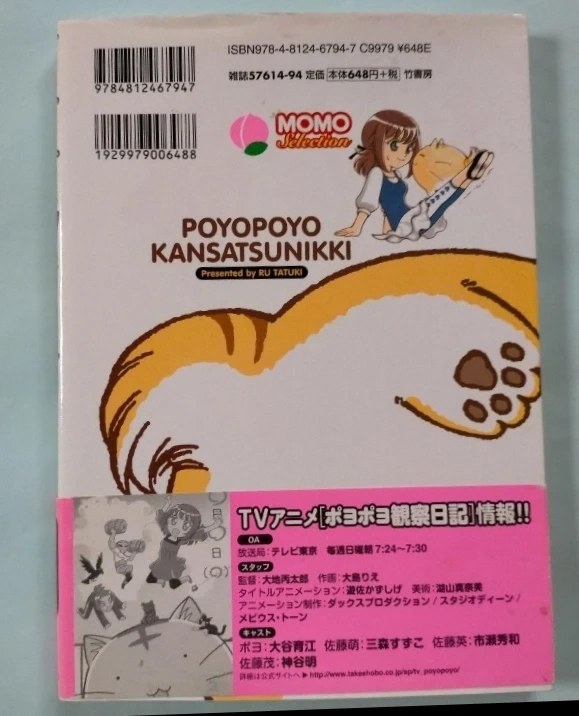 ISBN978-4-8124-6794-7 C9979 ¥648E
9784812467947
雑誌57614-94 定価 本体648円+税 竹書房
1929979006488
MOMO
Selection
POYOPOYO
KANSATSUNIKKI
Presented by RU TATUKI
月 日(
TVアニメ[ポヨポヨ観察日記]情報!!
OA
放送局:テレビ東京 毎週日曜朝7:24~7:30
スタッフ
監督:大地丙太郎 作画:大島りえ
タイトルアニメーション:遊佐かずしげ 美術:湖山真奈美
アニメーション制作:ダックスプロダクション/スタジオディーン/
メビウス・トーン
キャスト
ポヨ:大谷育江 佐藤萌:三森すずこ 佐藤英:市瀬秀和
佐藤茂:神谷明
詳細は公式サイトへ▶http://www.takeshobo.co.jp/sp/tv_poyopoyo/